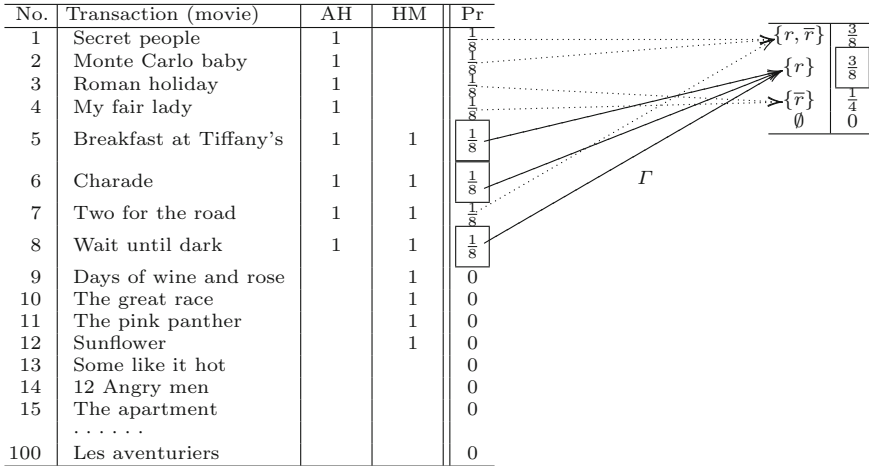 No. Transaction (movie) AH HM Pr
1 Secret people 1 1/8
2 Monte Carlo baby 1 1/8
3 Roman holiday 1 1/8
4 My fair lady 1 1/8
5 Breakfast at Tiffany's 1 1 1/8
6 Charade 1 1 1/8
7 Two for the road 1 1 1/8
8 Wait until dark 1 1 1/8
9 Days of wine and rose 1 0
10 The great race 1 0
11 The pink panther 1 0
12 Sunflower 1 0
13 Some like it hot 0
14 12 Angry men 0
15 The apartment 0
· · · · · ·
100 Les aventuriers 0
{r, r̅} 3/8
{r} 3/8
{r̅} 1/4
∅ 0
Γ